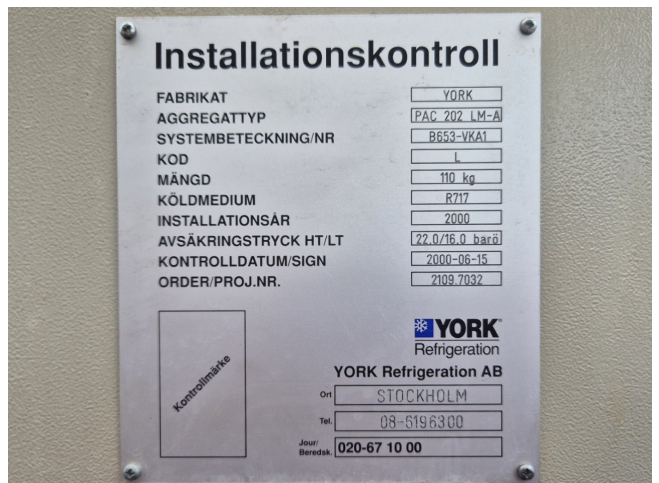 Installationskontroll
FABRIKAT YORK
AGGREGATTYP PAC 202 LM-A
SYSTEMBETECKNING/NR B653-VKA1
KOD L
MÄNGD 110 kg
KÖLDMEDIUM R717
INSTALLATIONSÅR 2000
AVSÄKRINGSTRYCK HT/LT 22.0/16.0 barö
KONTROLLDATUM/SIGN 2000-06-15
ORDER/PROJ.NR. 2109.7032
Kontrollmärke
YORK
Refrigeration
YORK Refrigeration AB
Ort STOCKHOLM
Tel. 08-5196300
Jour/
Beredsk. 020-67 10 00